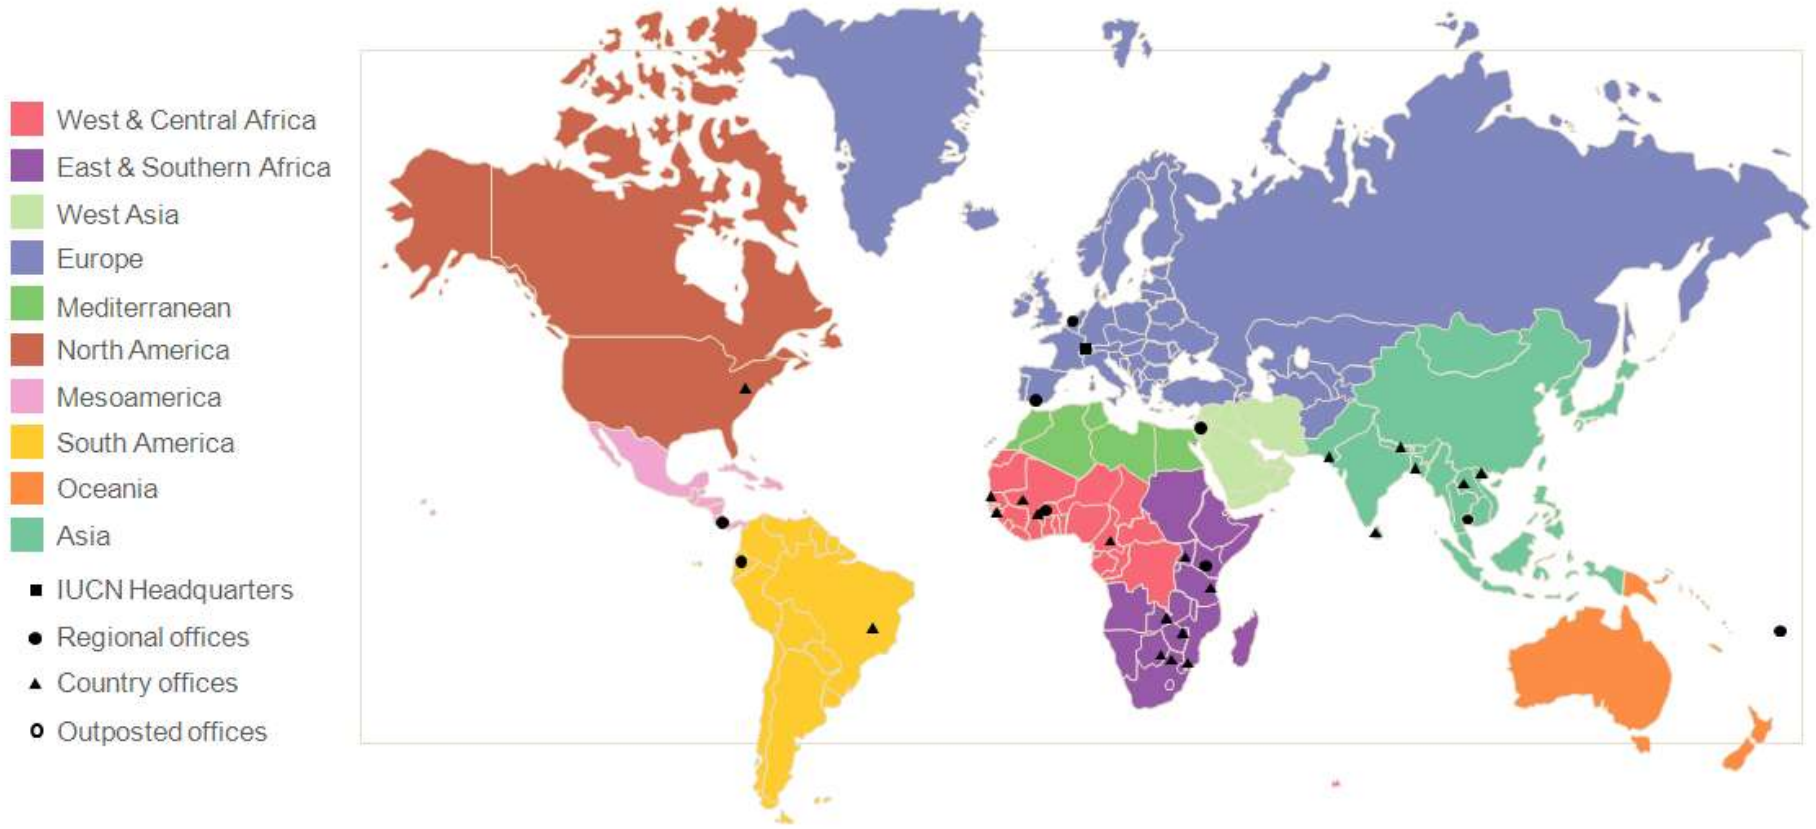 West & Central Africa
East & Southern Africa
West Asia
Europe
Mediterranean
North America
Mesoamerica
South America
Oceania
Asia
IUCN Headquarters
Regional offices
Country offices
Outposted offices